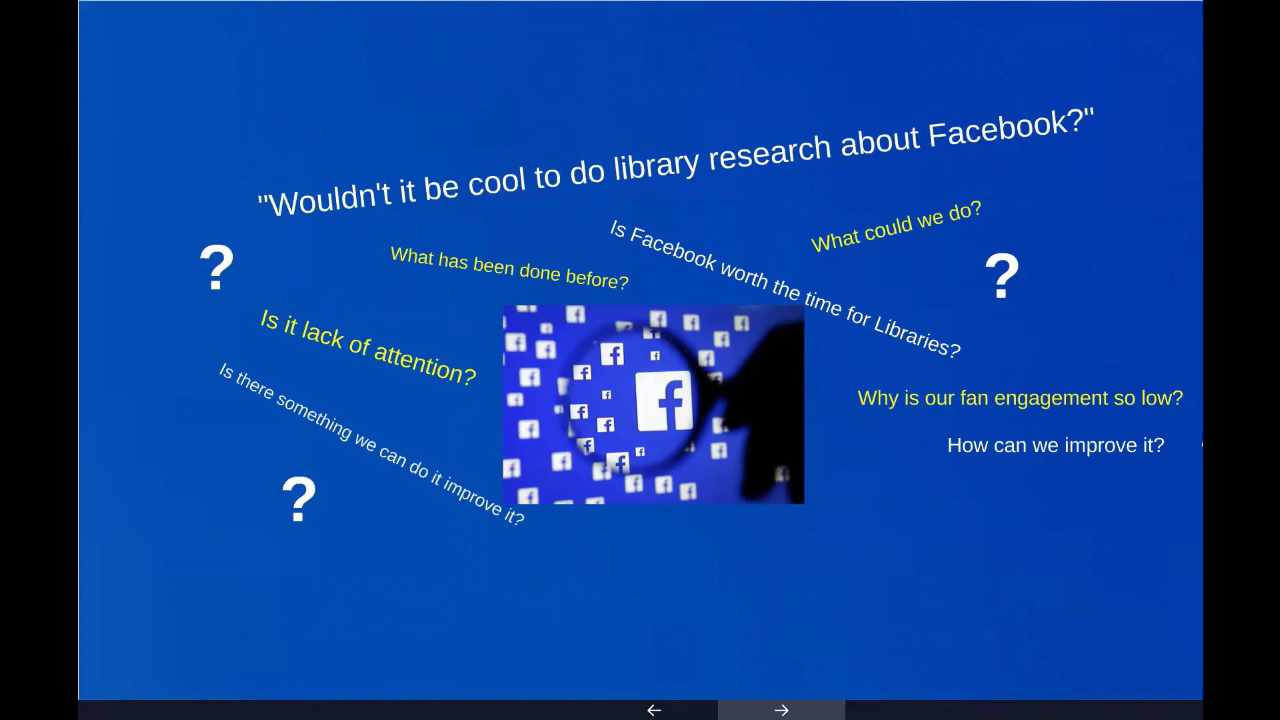 "Wouldn't it be cool to do library research about Facebook?"
What could we do?
Is Facebook worth the time for Libraries?
What has been done before?
?
?
Is it lack of attention?
Is there something we can do it improve it?
Why is our fan engagement so low?
How can we improve it?
?